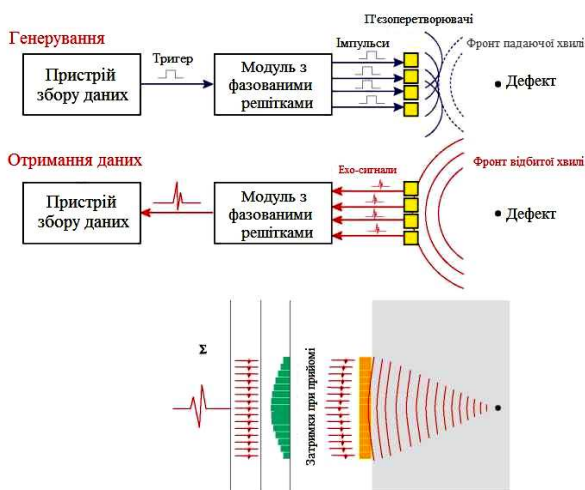 П'єзоперетворювачі
Генерування
Імпульси
Фронт падаючої хвилі
Тригер
Пристрій
збору даних
Модуль з
фазованими
решітками
Дефект
Отримання даних
Ехо-сигнали
Фронт відбитої хвилі
Пристрій
збору даних
Модуль з
фазованими
решітками
Дефект
Σ
Затримки при прийомі